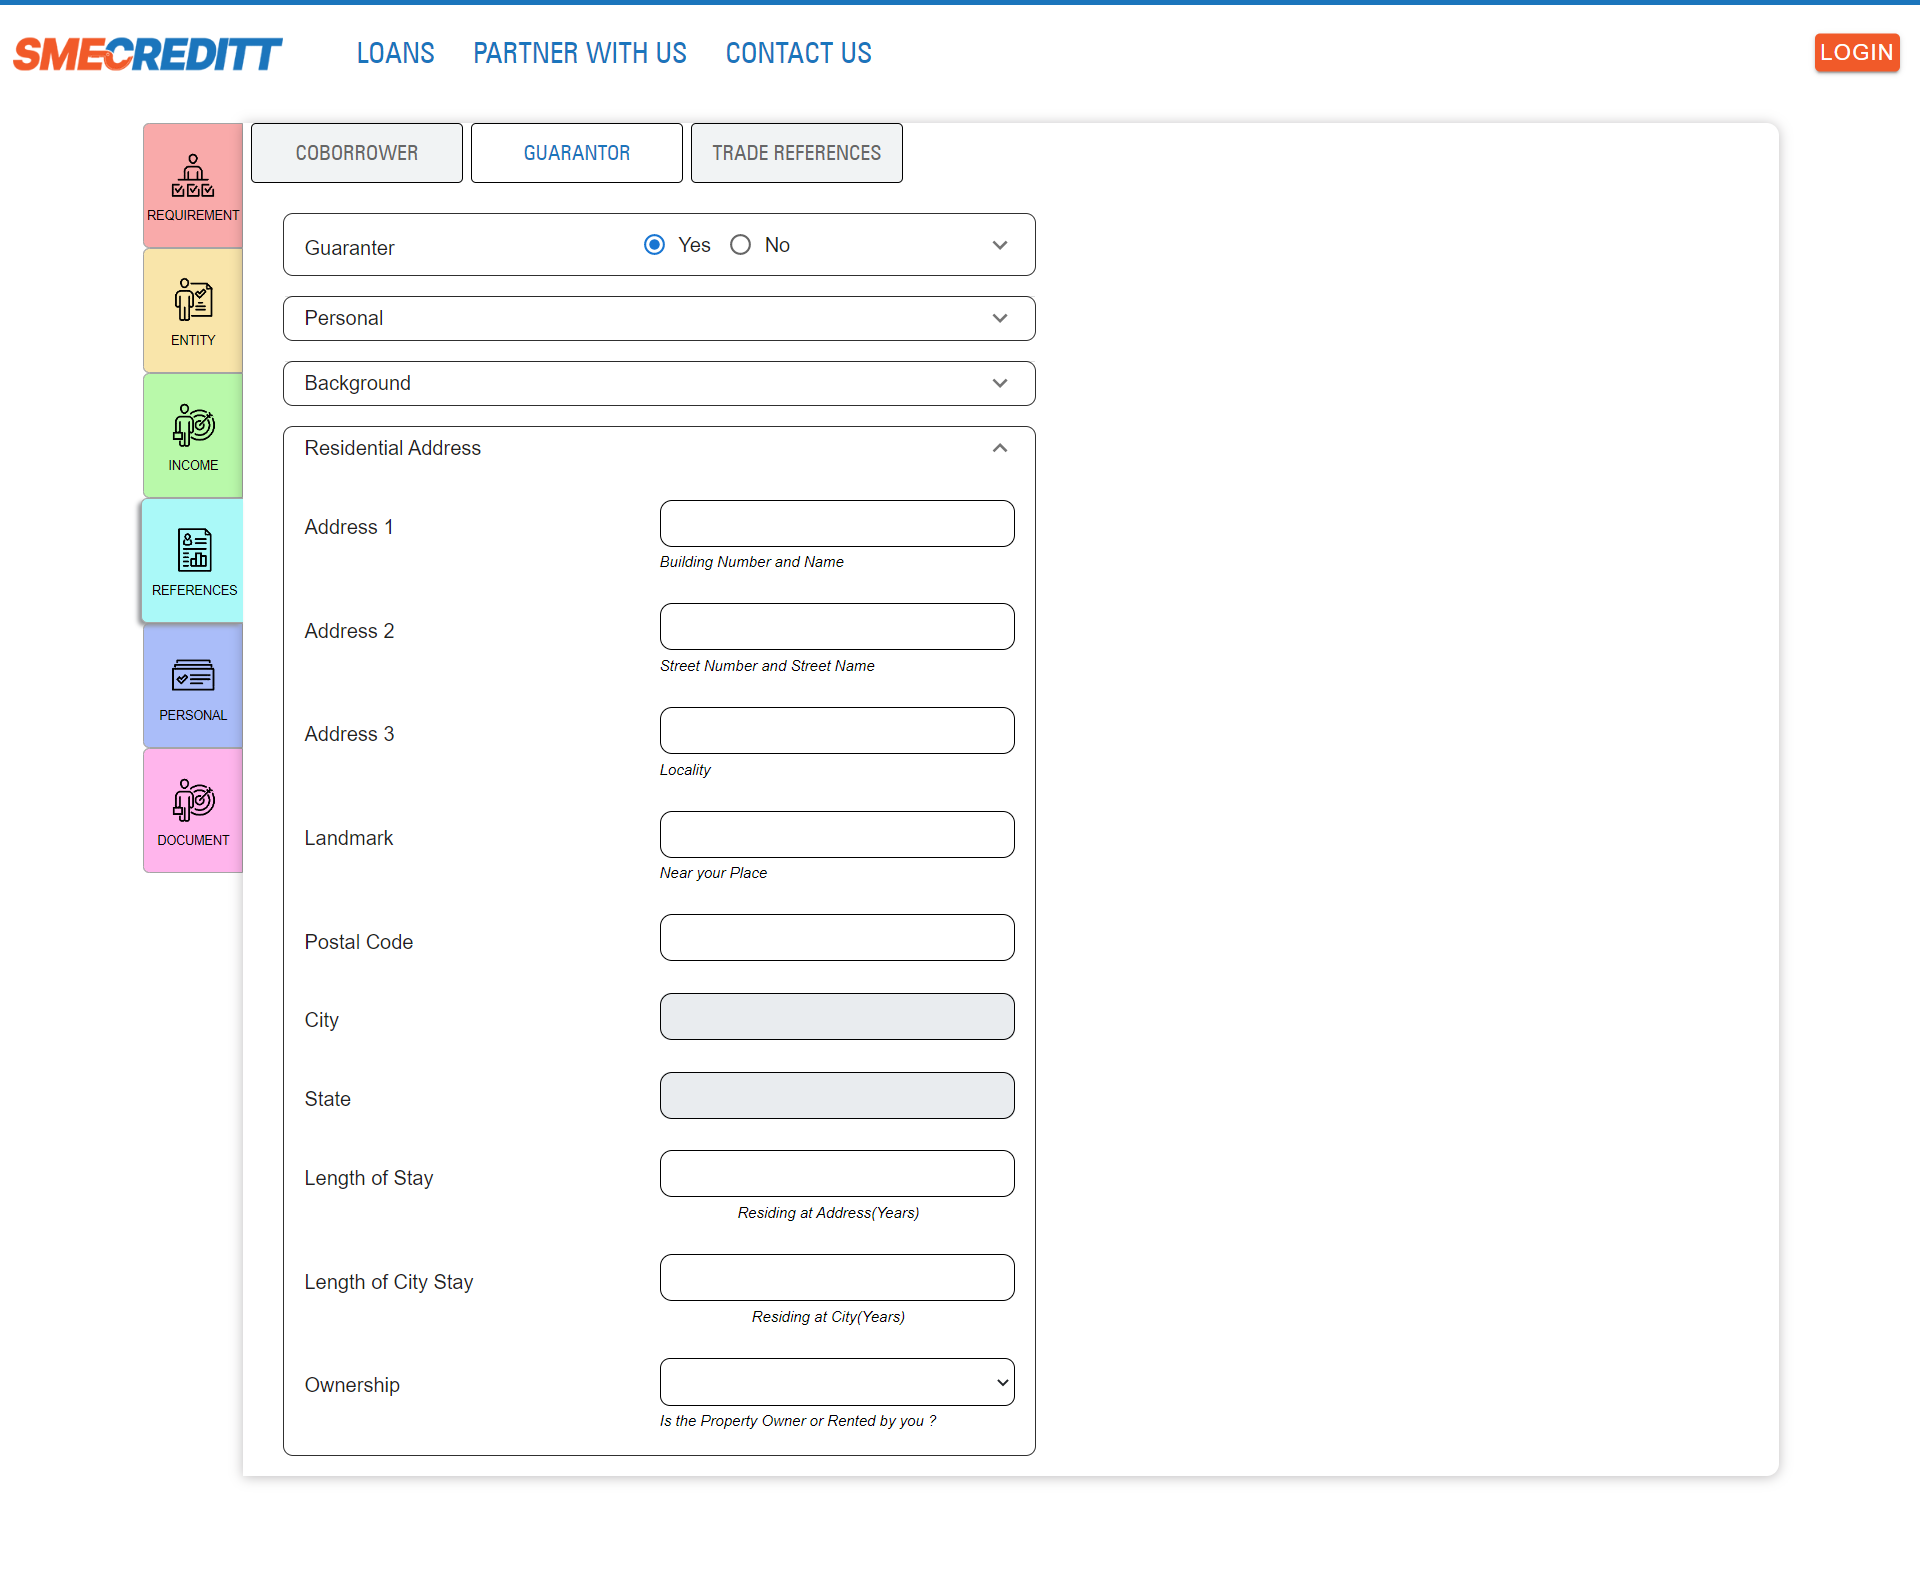 SMECREDITT
LOANS
PARTNER WITH US
CONTACT US
LOGIN
REQUIREMENT
ENTITY
INCOME
REFERENCES
PERSONAL
DOCUMENT
COBORROWER
GUARANTOR
TRADE REFERENCES
Guaranter
Yes
No
Personal
Background
Residential Address
Address 1
Building Number and Name
Address 2
Street Number and Street Name
Address 3
Locality
Landmark
Near your Place
Postal Code
City
State
Length of Stay
Residing at Address(Years)
Length of City Stay
Residing at City(Years)
Ownership
Is the Property Owner or Rented by you ?